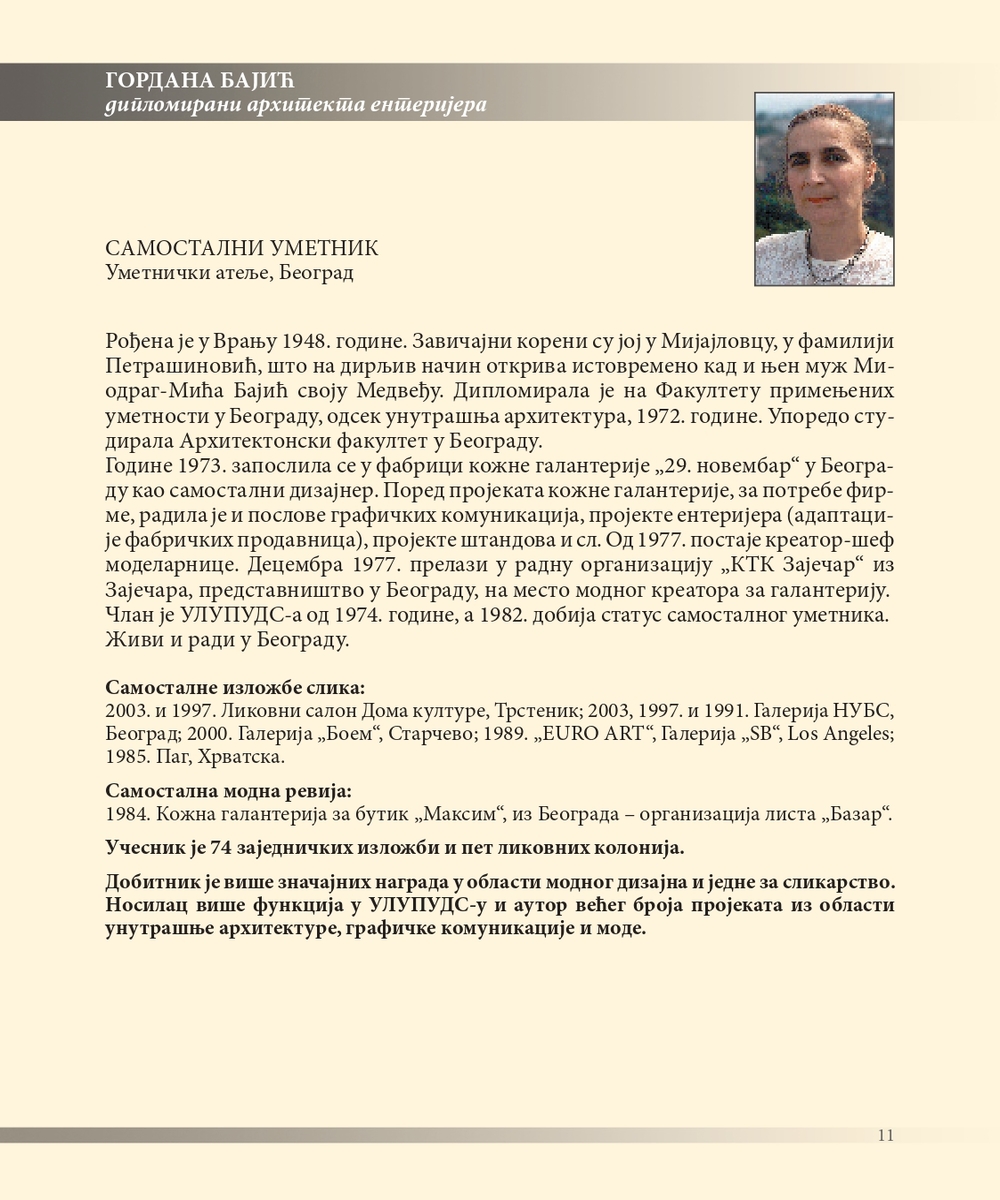 ГОРДАНА БАЈИЋ
дипломирани архитекта ентеријера
САМОСТАЛНИ УМЕТНИК
Уметнички атеље, Београд
Рођена је у Врању 1948. године. Завичајни корени су јој у Мијајловцу, у фамилији
Петрашиновић, што на дирљив начин открива истовремено кад и њен муж Ми-
одраг-Мића Бајић своју Медвеђу. Дипломирала је на Факултету примењених
уметности у Београду, одсек унутрашња архитектура, 1972. године. Упоредо сту-
дирала Архитектонски факултет у Београду.
Године 1973. запослила се у фабрици кожне галантерије „29. новембар“ у Београ-
ду као самостални дизајнер. Поред пројеката кожне галантерије, за потребе фир-
ме, радила је и послове графичких комуникација, пројекте ентеријера (адаптаци-
је фабричких продавница), пројекте штандова и сл. Од 1977. постаје креатор-шеф
моделарнице. Децембра 1977. прелази у радну организацију „КТК Зајечар“ из
Зајечара, представништво у Београду, на место модног креатора за галантерију.
Члан је УЛУПУДС-а од 1974. године, а 1982. добија статус самосталног уметника.
Живи и ради у Београду.
Самосталне изложбе слика:
2003. и 1997. Ликовни салон Дома културе, Трстеник; 2003, 1997. и 1991. Галерија НУБС,
Београд; 2000. Галерија „Боем“, Старчево; 1989. „EURO ART“, Галерија „SB“, Los Angeles;
1985. Паг, Хрватска.
Самостална модна ревија:
1984. Кожна галантерија за бутик „Максим“, из Београда – организација листа „Базар“.
Учесник је 74 заједничких изложби и пет ликовних колонија.
Добитник је више значајних награда у области модног дизајна и једне за сликарство.
Носилац више функција у УЛУПУДС-у и аутор већег броја пројеката из области
унутрашње архитектуре, графичке комуникације и моде.
11